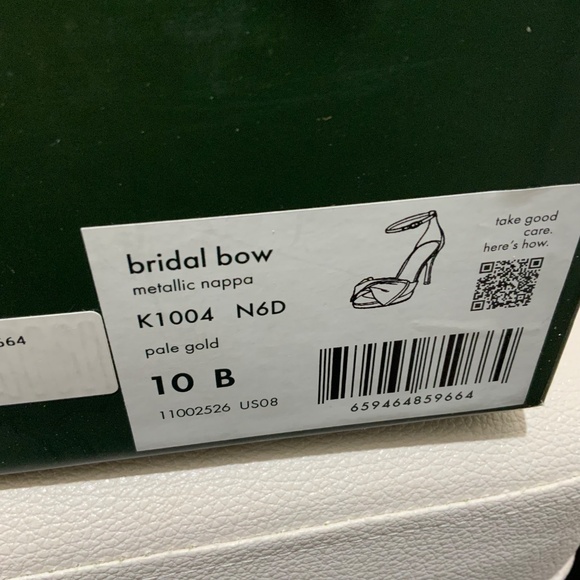 bridal bow
metallic nappa
K1004 N6D
pale gold
10 B
11002526 US08
take good
care.
here's how.
659464859664
664